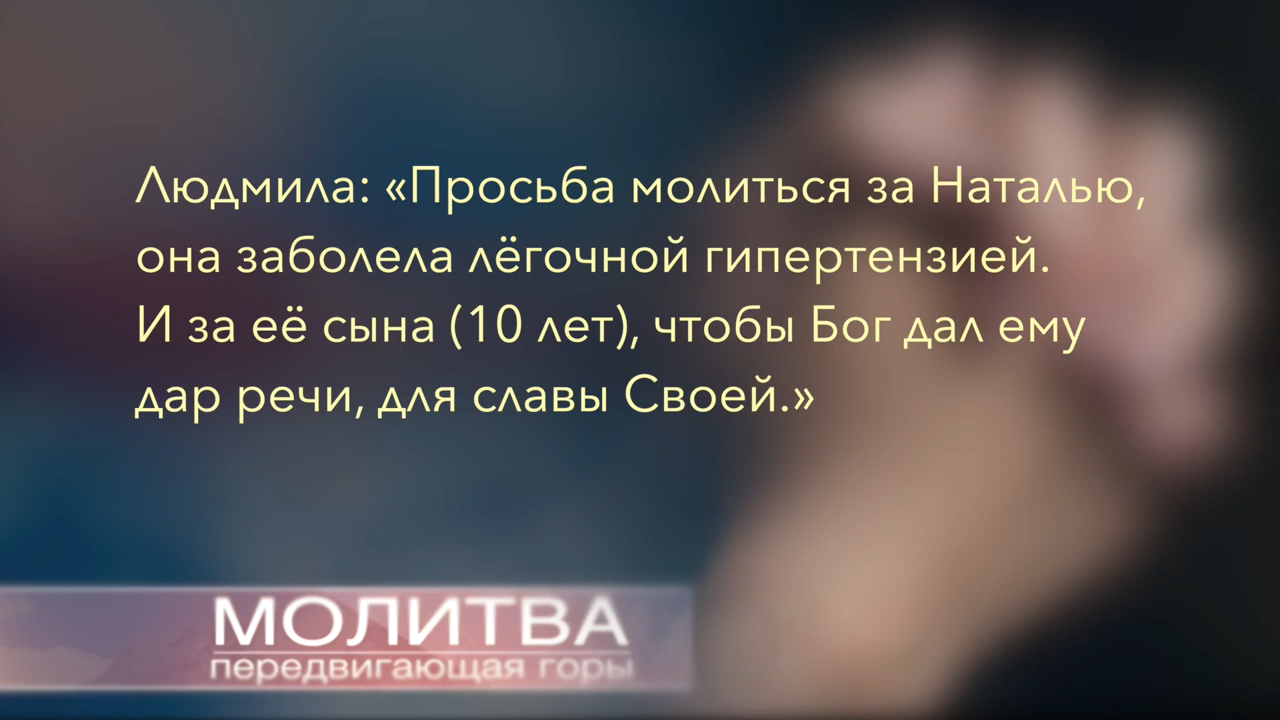 Людмила: «Просьба молиться за Наталью,
она заболела лёгочной гипертензией.
И за её сына (10 лет), чтобы Бог дал ему
дар речи, для славы Своей.»
МОЛИТВА
передвигающая горы